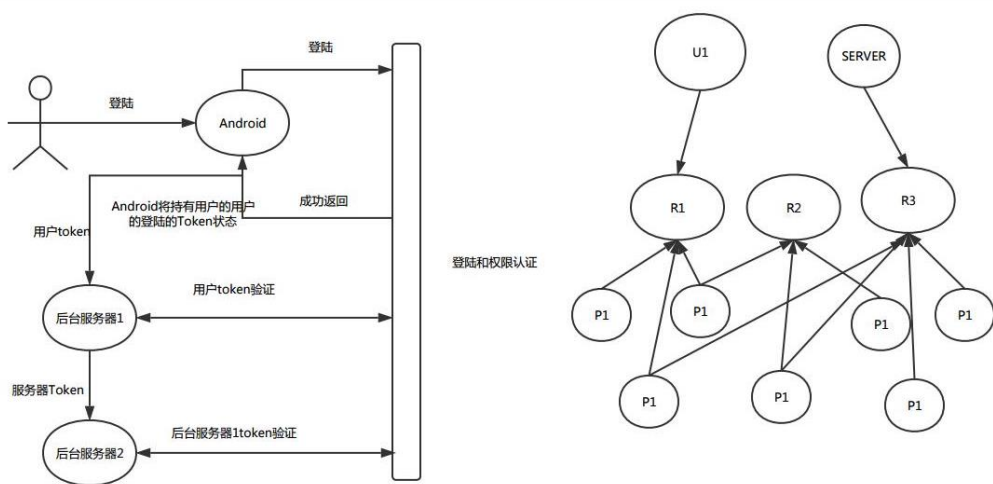 登陆
登陆
Android
Android将持有用户的用户
的登陆的Token状态
成功返回
用户token
登陆和权限认证
用户token验证
后台服务器1
服务器Token
后台服务器1token验证
后台服务器2
U1
SERVER
R1
R2
R3
P1
P1
P1
P1
P1
P1
P1